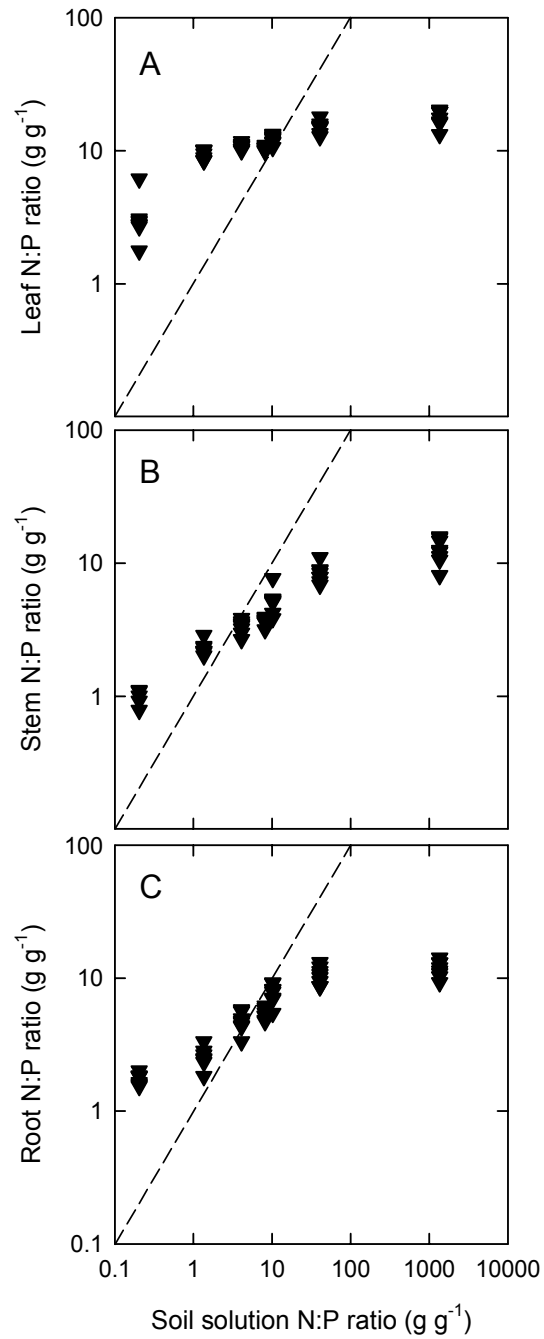 100
A
10
1
Leaf N:P ratio (g g⁻¹)
100
B
10
1
Stem N:P ratio (g g⁻¹)
100
C
10
1
0.1
Root N:P ratio (g g⁻¹)
0.1 1 10 100 1000 10000
Soil solution N:P ratio (g g⁻¹)